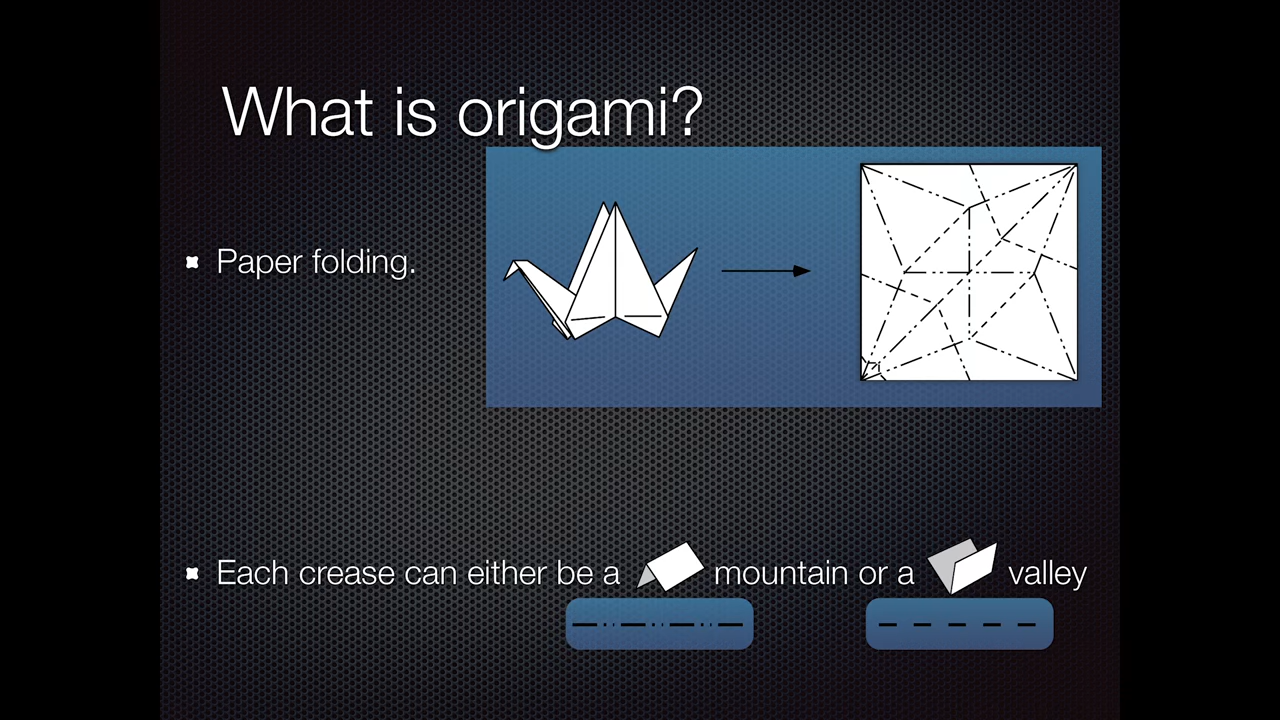 What is origami?
Paper folding.
Each crease can either be a mountain or a valley